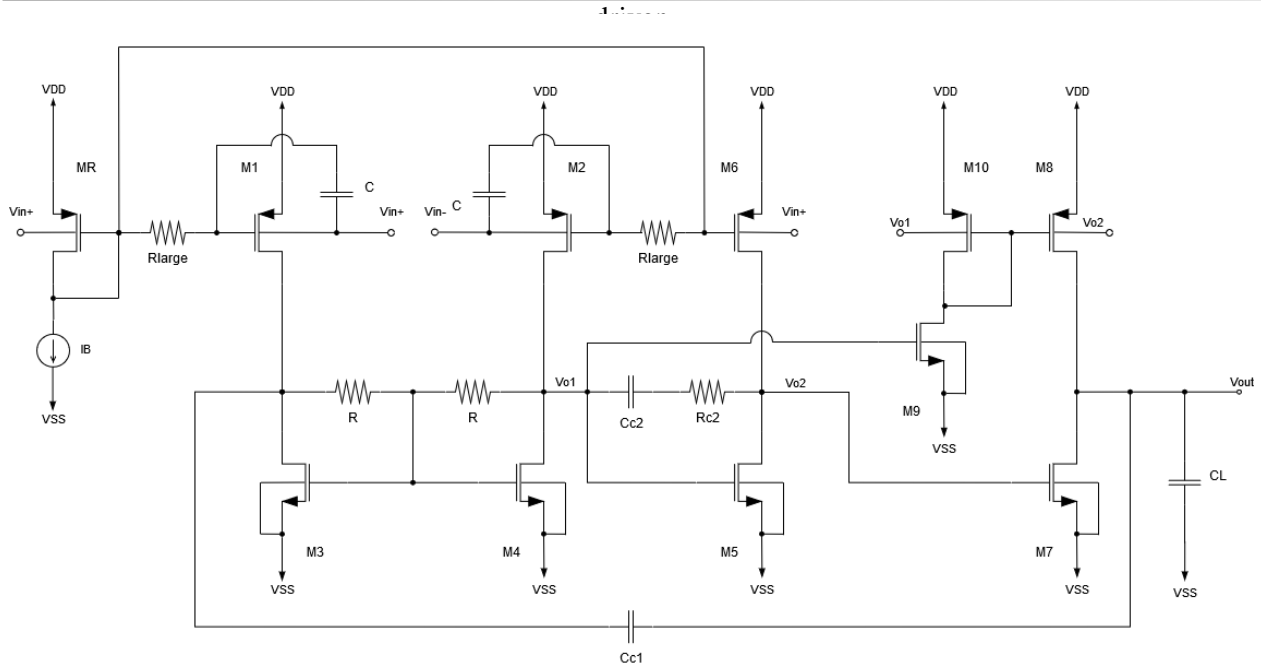 VDD
VDD
VDD
VDD
VDD
VDD
MR
M1
M2
M6
M10
M8
C
C
Vin+
Vin+
Vin-
Vin+
Vo1
Vo2
Rlarge
Rlarge
IB
VSS
R
R
Vo1
Cc2
Rc2
Vo2
M9
VSS
Vout
CL
M3
M4
M5
M7
VSS
VSS
VSS
VSS
VSS
Cc1